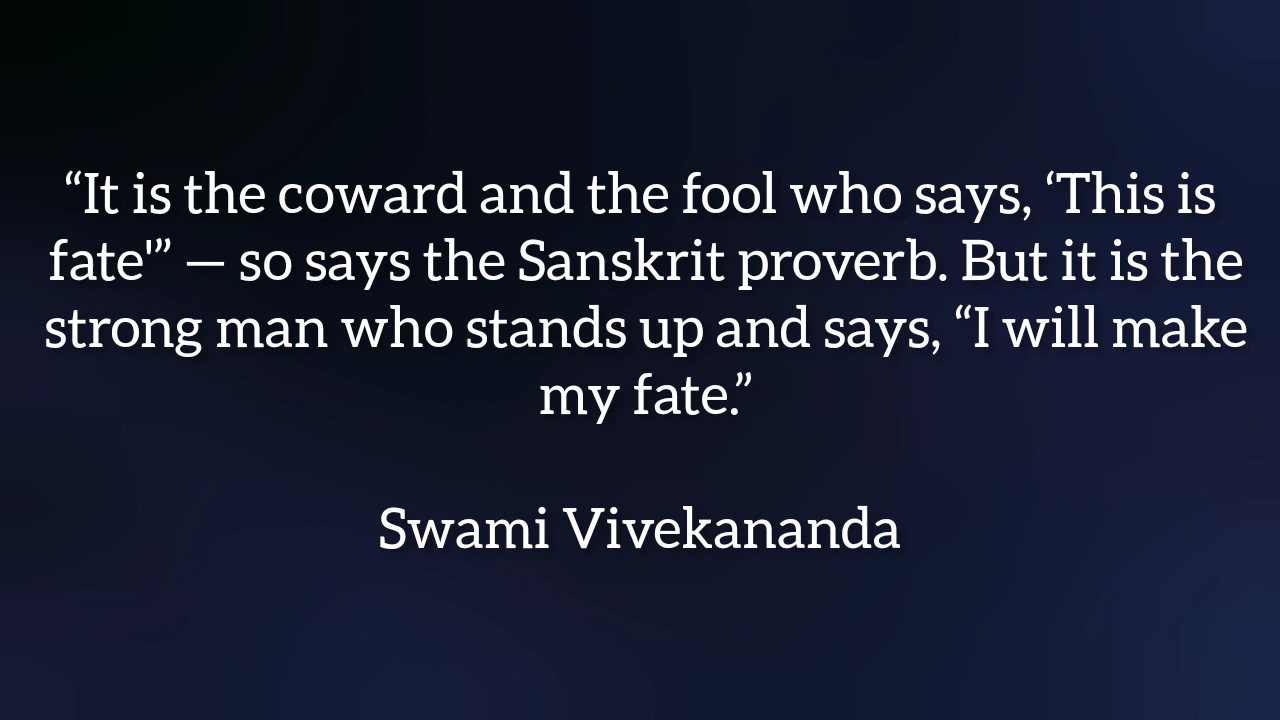 “It is the coward and the fool who says, ‘This is
fate'” — so says the Sanskrit proverb. But it is the
strong man who stands up and says, “I will make
my fate.”
Swami Vivekananda